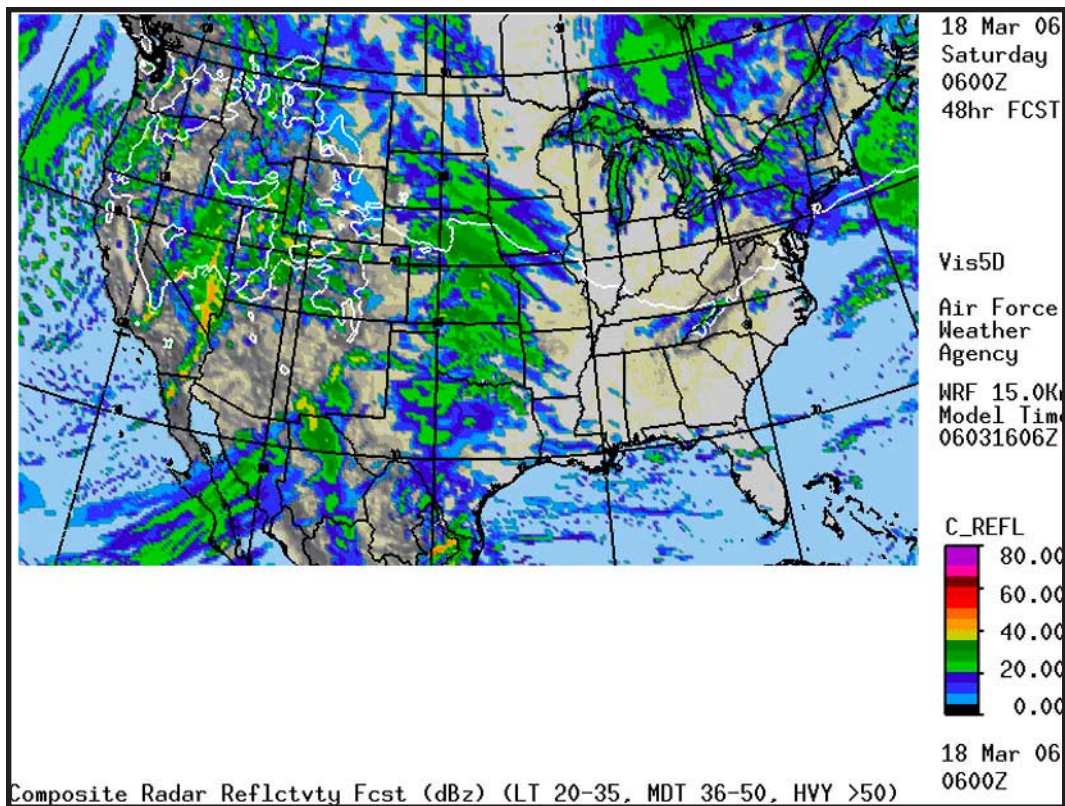 18 Mar 06
Saturday
0600Z
48hr FCST
Vis5D
Air Force
Weather
Agency
WRF 15.0K
Model Time
06031606Z
C_REFL
80.00
60.00
40.00
20.00
0.00
18 Mar 06
0600Z
Composite Radar Reflctvty Fcst (dBz) (LT 20-35, MDT 36-50, HVY >50)